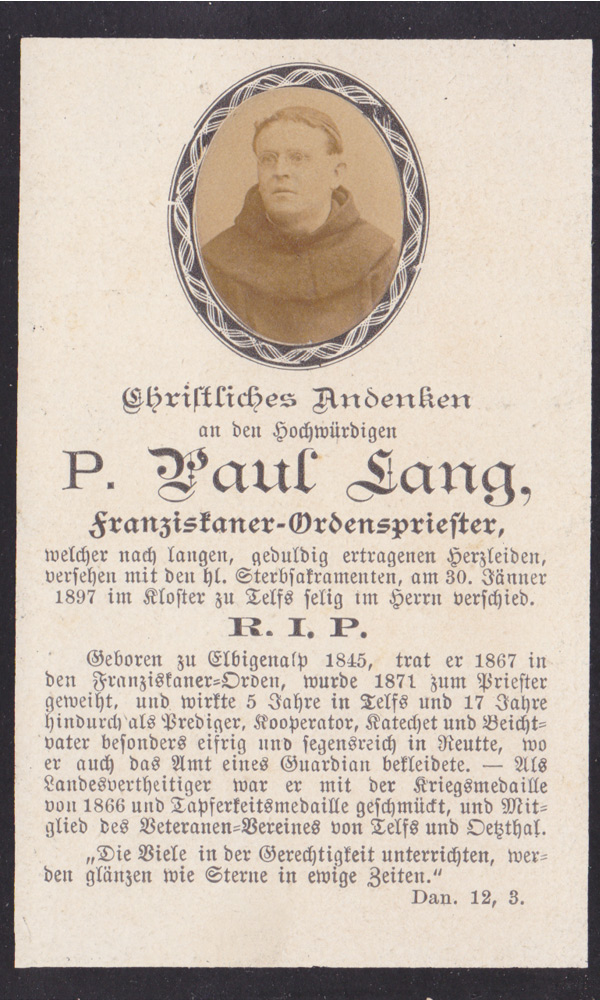 Christliches Andenken
an den Hochwürdigen
P. Paul Lang,
Franziskaner-Ordenspriester,
welcher nach langen, geduldig ertragenen Herzleiden,
versehen mit den hl. Sterbsakramenten, am 30. Jänner
1897 im Kloster zu Telfs selig im Herrn verschied.
R. I. P.
Geboren zu Elbigenalp 1845, trat er 1867 in
den Franziskaner-Orden, wurde 1871 zum Priester
geweiht, und wirkte 5 Jahre in Telfs und 17 Jahre
hindurch als Prediger, Kooperator, Katechet und Beicht-
vater besonders eifrig und segensreich in Reutte, wo
er auch das Amt eines Guardian bekleidete. — Als
Landesvertheitiger war er mit der Kriegsmedaille
von 1866 und Tapferkeitsmedaille geschmückt, und Mit-
glied des Veteranen-Vereines von Telfs und Oetzthal.
„Die Viele in der Gerechtigkeit unterrichten, wer-
den glänzen wie Sterne in ewige Zeiten."
Dan. 12, 3.